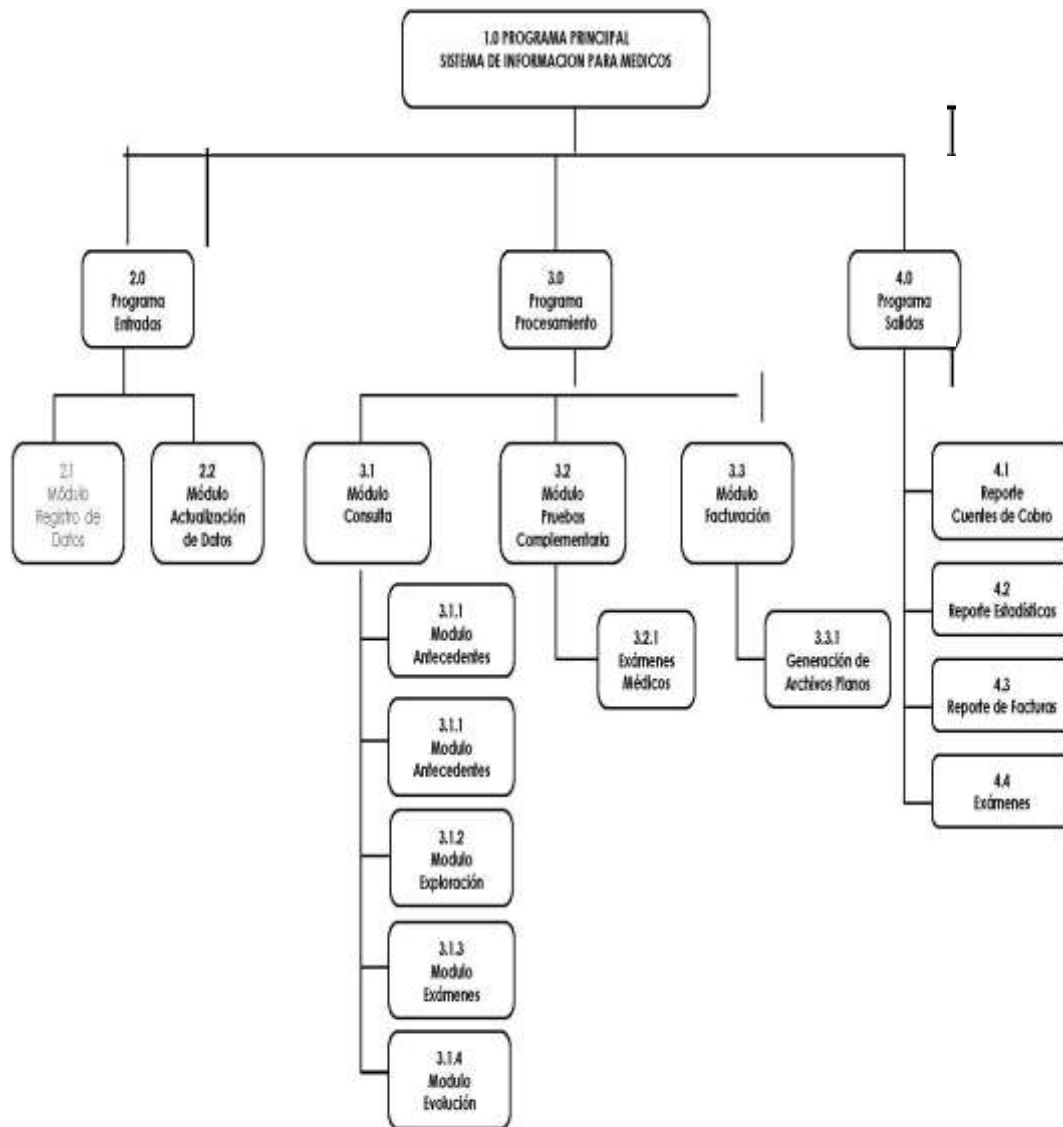 1.0 PROGRAMA PRINCIIPAL
SISTEMA DE INFORMACION PARA MEDICOS
2.0
Programa
Entradas
3.0
Programa
Procesamiento
4.0
Programa
Salidas
2.1
Módulo
Registro de
Datos
2.2
Módulo
Actualización
de Datos
3.1
Módulo
Consulta
3.2
Módulo
Pruebas
Complementaria
3.3
Módulo
Facturación
4.1
Reporte
Cuentes de Cobro
4.2
Reporte Estadísticas
4.3
Reporte de Facturas
4.4
Exámenes
3.1.1
Modulo
Antecedentes
3.1.1
Modulo
Antecedentes
3.1.2
Modulo
Exploración
3.1.3
Modulo
Exámenes
3.1.4
Modulo
Evolución
3.2.1
Exámenes
Médicos
3.3.1
Generación de
Archivos Planos